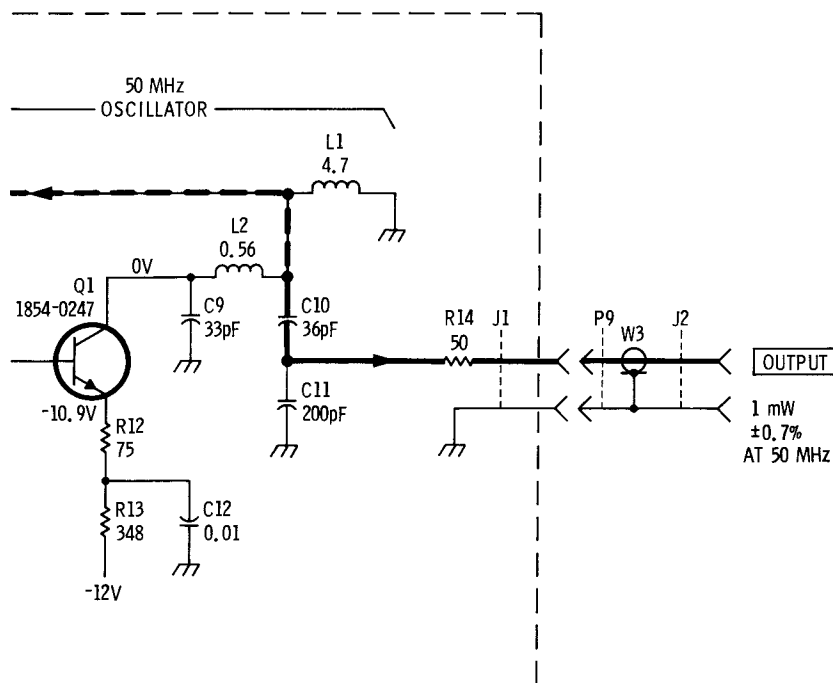 50 MHz
OSCILLATOR
L1
4.7
L2
0.56
0V
Q1
1854-0247
C9
33pF
C10
36pF
R14
50
J1
P9
W3
J2
OUTPUT
-10.9V
C11
200pF
1 mW
±0.7%
AT 50 MHz
R12
75
R13
348
C12
0.01
-12V